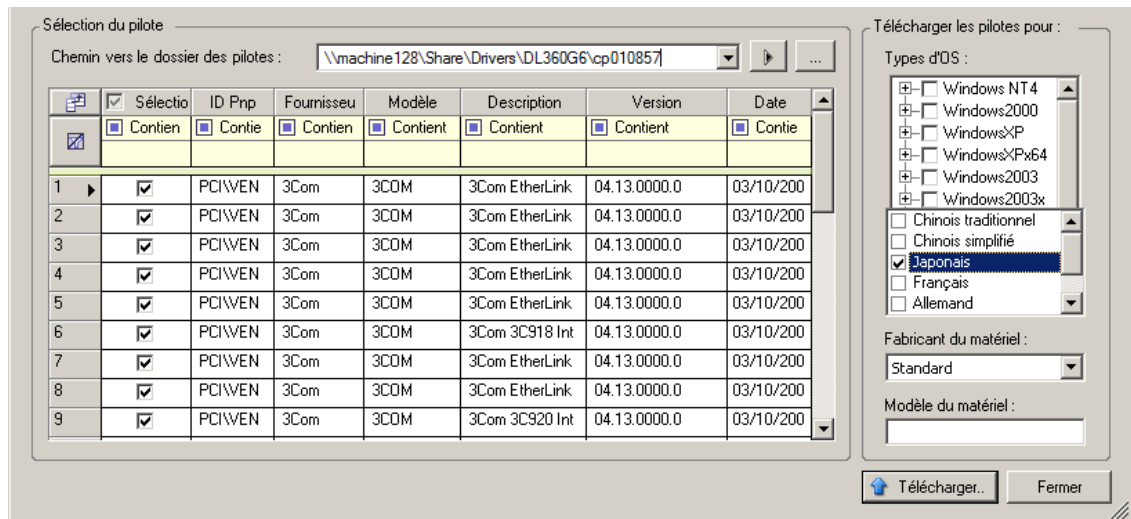 Sélection du pilote
Chemin vers le dossier des pilotes : \\machine128\Share\Drivers\DL360G6\cp010857 ...
Sélectio ID Pnp Fournisseu Modèle Description Version Date
Contien Contie Contien Contient Contient Contient Contie
1 PCI\VEN 3Com 3COM 3Com EtherLink 04.13.0000.0 03/10/200
2 PCI\VEN 3Com 3COM 3Com EtherLink 04.13.0000.0 03/10/200
3 PCI\VEN 3Com 3COM 3Com EtherLink 04.13.0000.0 03/10/200
4 PCI\VEN 3Com 3COM 3Com EtherLink 04.13.0000.0 03/10/200
5 PCI\VEN 3Com 3COM 3Com EtherLink 04.13.0000.0 03/10/200
6 PCI\VEN 3Com 3COM 3Com 3C918 Int 04.13.0000.0 03/10/200
7 PCI\VEN 3Com 3COM 3Com EtherLink 04.13.0000.0 03/10/200
8 PCI\VEN 3Com 3COM 3Com EtherLink 04.13.0000.0 03/10/200
9 PCI\VEN 3Com 3COM 3Com 3C920 Int 04.13.0000.0 03/10/200
Télécharger les pilotes pour :
Types d'OS :
Windows NT4
Windows2000
WindowsXP
WindowsXPx64
Windows2003
Windows2003x
Chinois traditionnel
Chinois simplifié
Japonais
Français
Allemand
Fabricant du matériel :
Standard
Modèle du matériel :
Télécharger.. Fermer